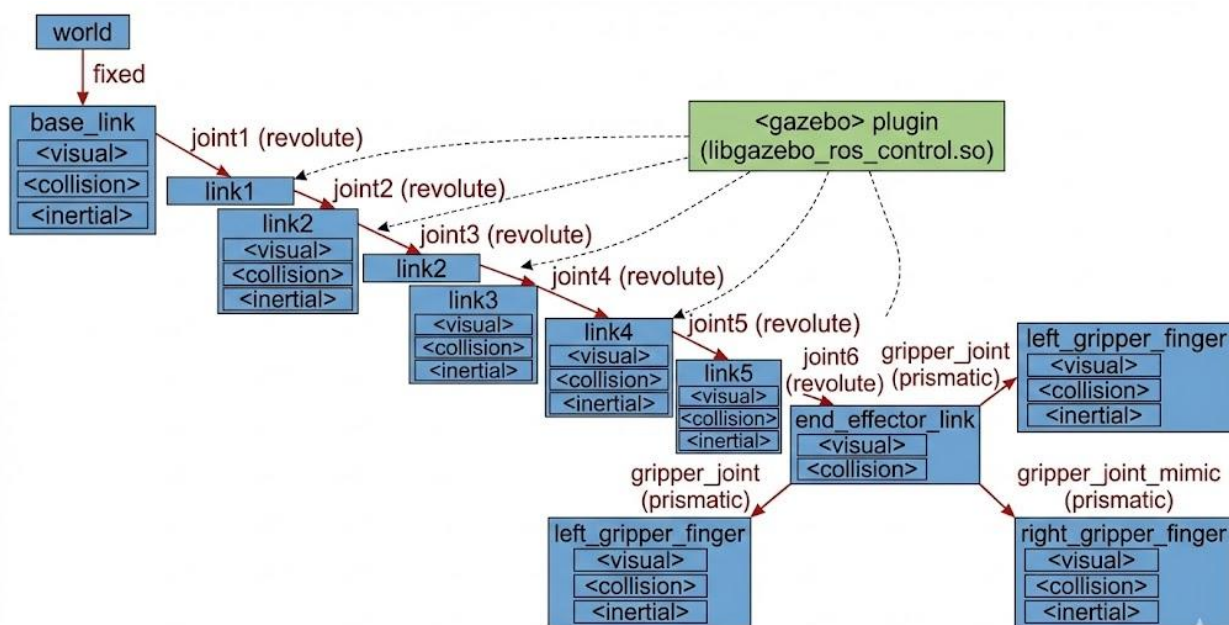 world
fixed
base_link
<visual>
<collision>
<inertial>
joint1 (revolute)
<gazebo> plugin
(libgazebo_ros_control.so)
link1
joint2 (revolute)
link2
<visual>
<collision>
<inertial>
joint3 (revolute)
link2
joint4 (revolute)
link3
<visual>
<collision>
<inertial>
link4
<visual>
<collision>
<inertial>
joint5 (revolute)
link5
<visual>
<collision>
<inertial>
joint6
(revolute)
gripper_joint
(prismatic)
left_gripper_finger
<visual>
<collision>
<inertial>
end_effector_link
<visual>
<collision>
gripper_joint
(prismatic)
gripper_joint_mimic
(prismatic)
left_gripper_finger
<visual>
<collision>
<inertial>
right_gripper_finger
<visual>
<collision>
<inertial>